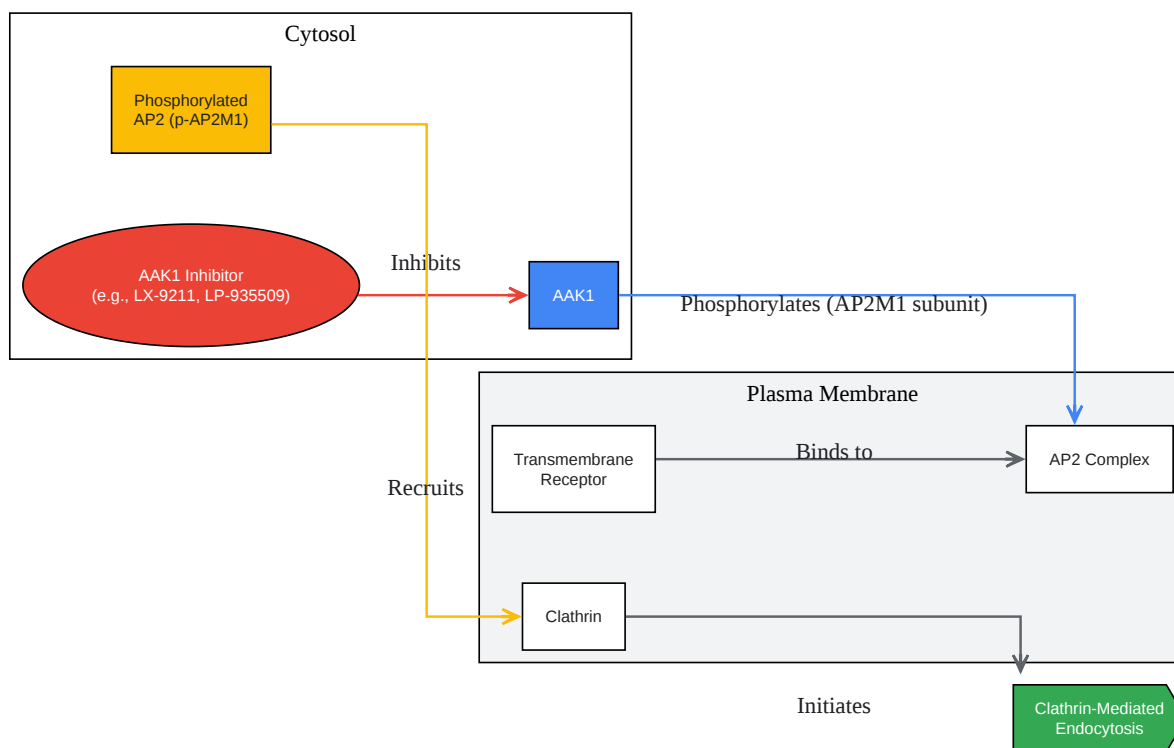 Cytosol
Phosphorylated
AP2 (p-AP2M1)
Inhibits
AAK1 Inhibitor
(e.g., LX-9211, LP-935509)
AAK1
Phosphorylates (AP2M1 subunit)
Plasma Membrane
Transmembrane
Receptor
Binds to
AP2 Complex
Recruits
Clathrin
Initiates
Clathrin-Mediated
Endocytosis